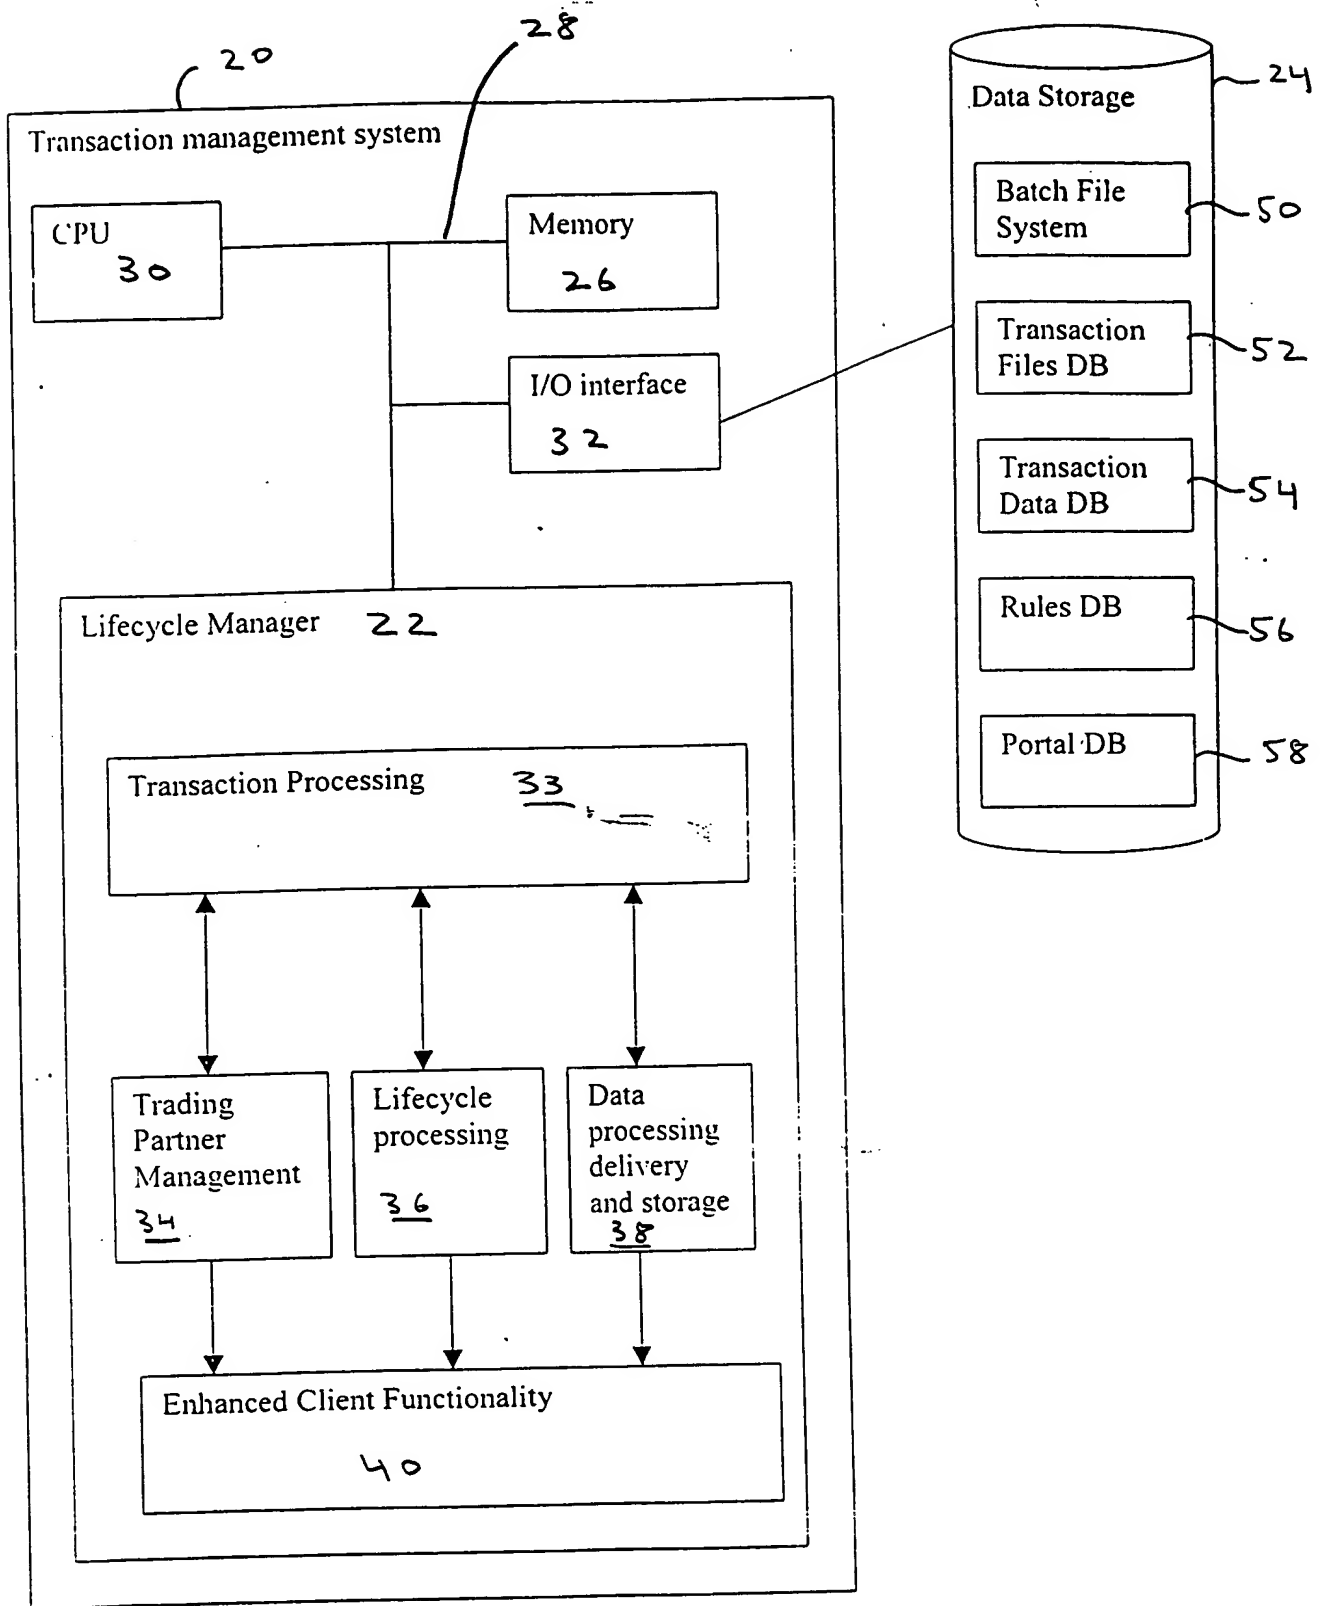 20
28
Transaction management system
CPU
30
Memory
26
I/O interface
32
Lifecycle Manager 22
Transaction Processing 33
Trading
Partner
Management
34
Lifecycle
processing
36
Data
processing
delivery
and storage
38
Enhanced Client Functionality
40
24
Data Storage
Batch File
System
50
Transaction
Files DB
52
Transaction
Data DB
54
Rules DB
56
Portal DB
58